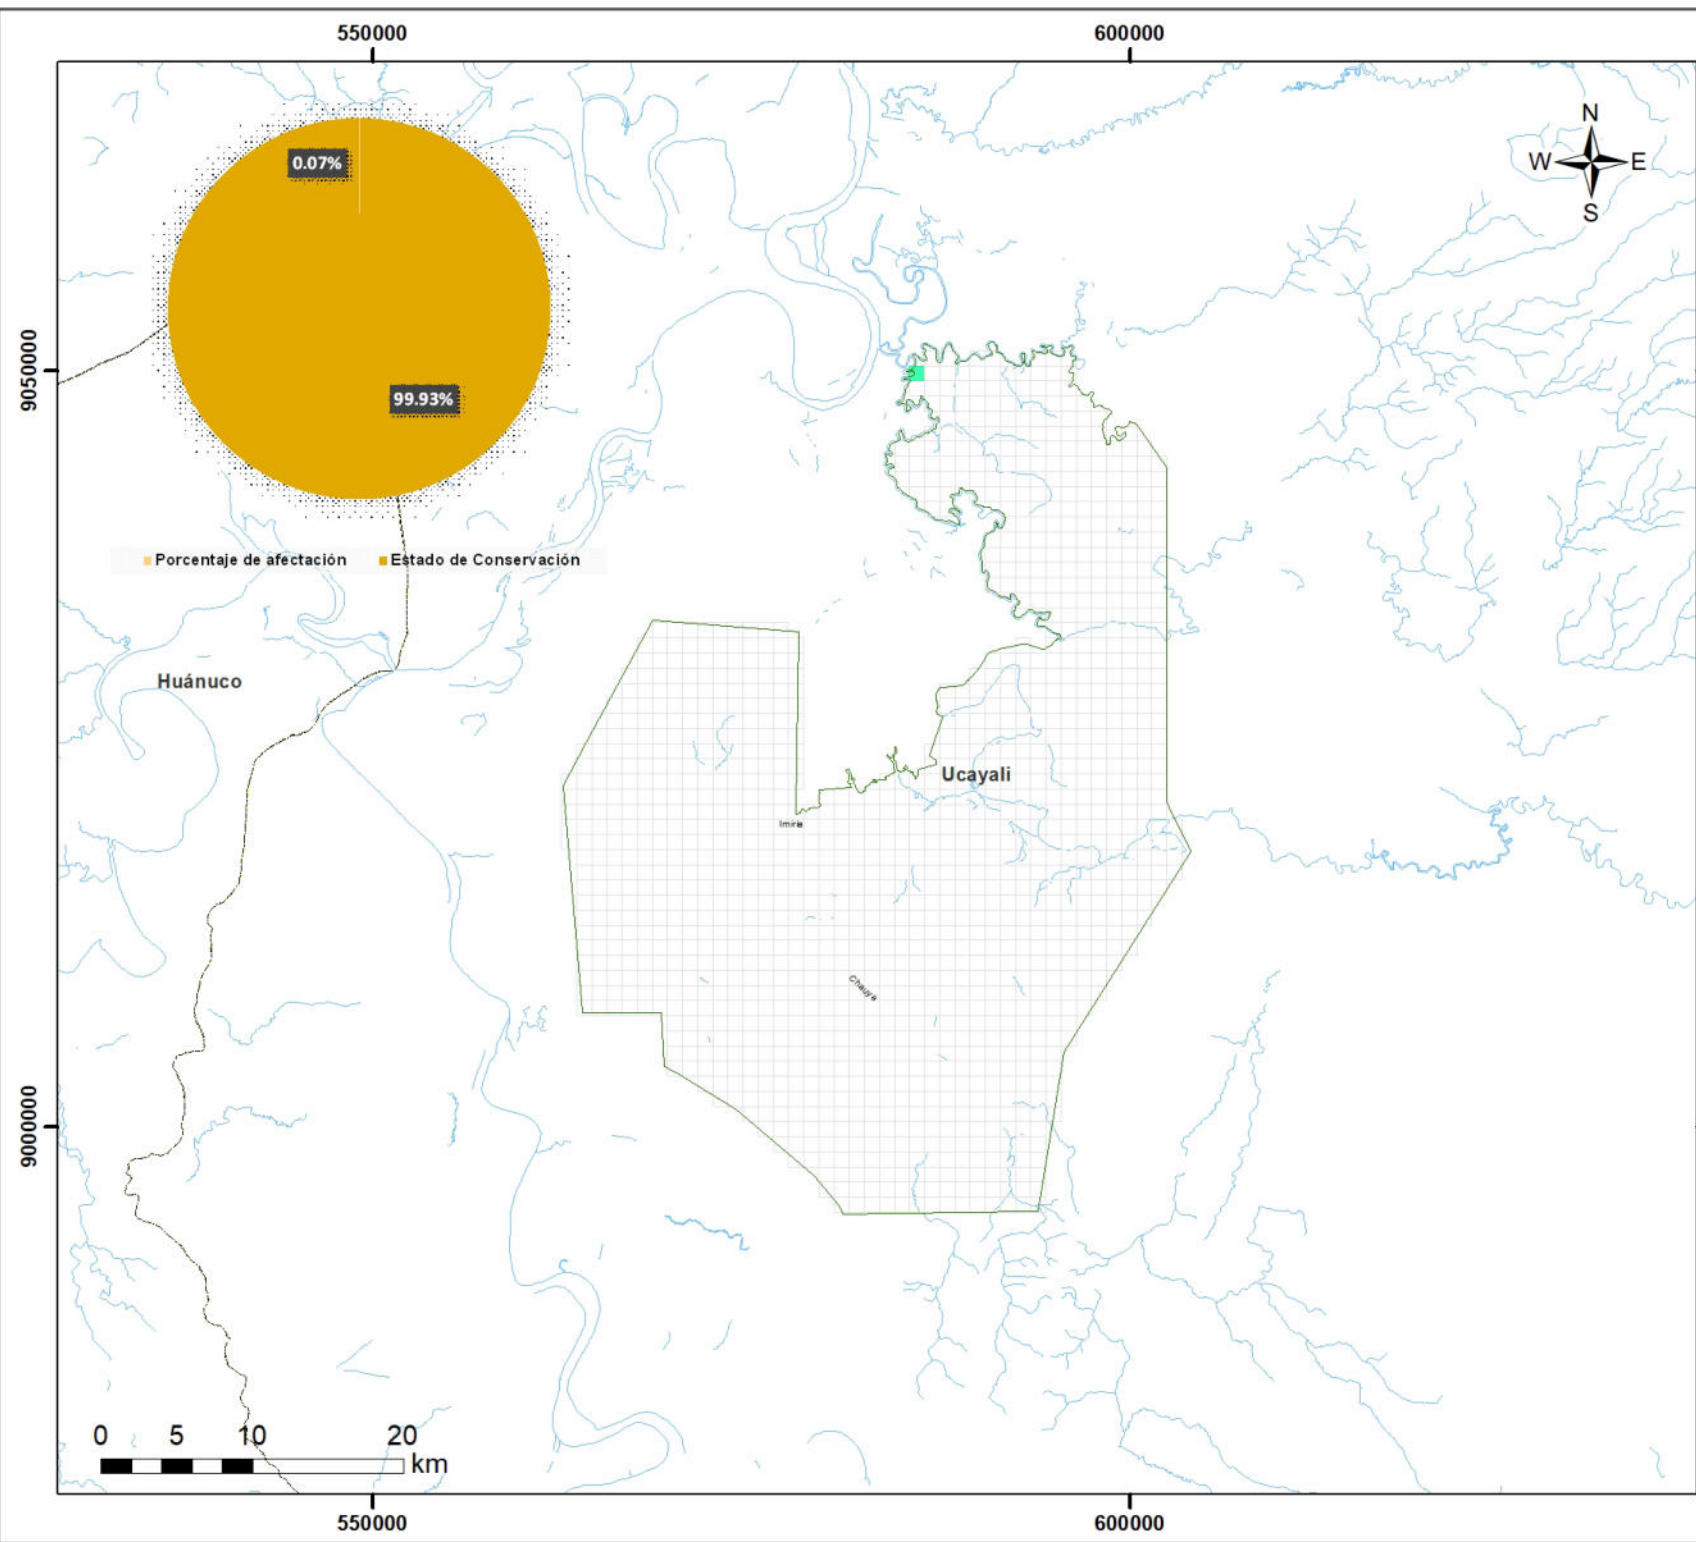 550000 600000
N
W E
S
0.07%
9050000
99.93%
Porcentaje de afectación Estado de Conservación
Huánuco
Ucayali
Imiria
Chauya
9000000
0 5 10 20
km
550000 600000